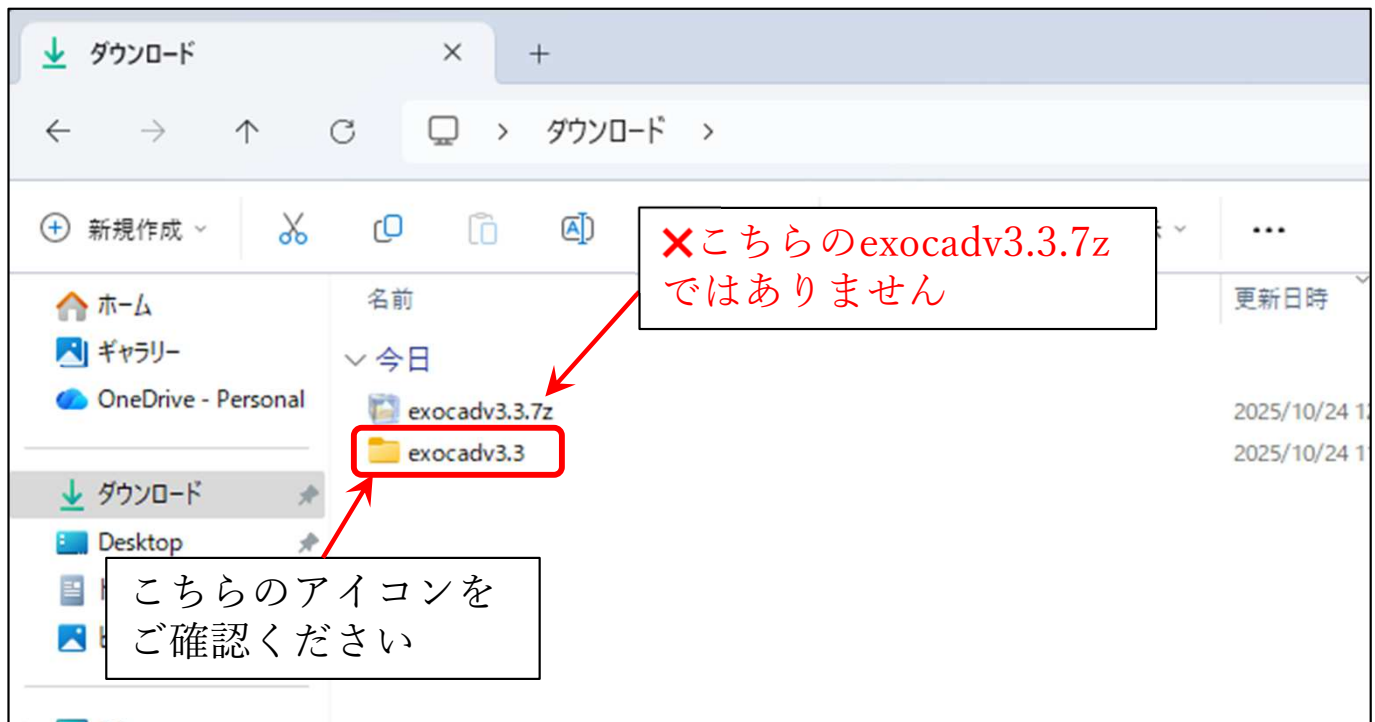 ダウンロード
ダウンロード
新規作成
❌こちらのexocadv3.3.7z
ではありません
ホーム
ギャラリー
OneDrive - Personal
ダウンロード
Desktop
名前
更新日時
今日
exocadv3.3.7z
2025/10/24
exocadv3.3
2025/10/24
こちらのアイコンを
ご確認ください